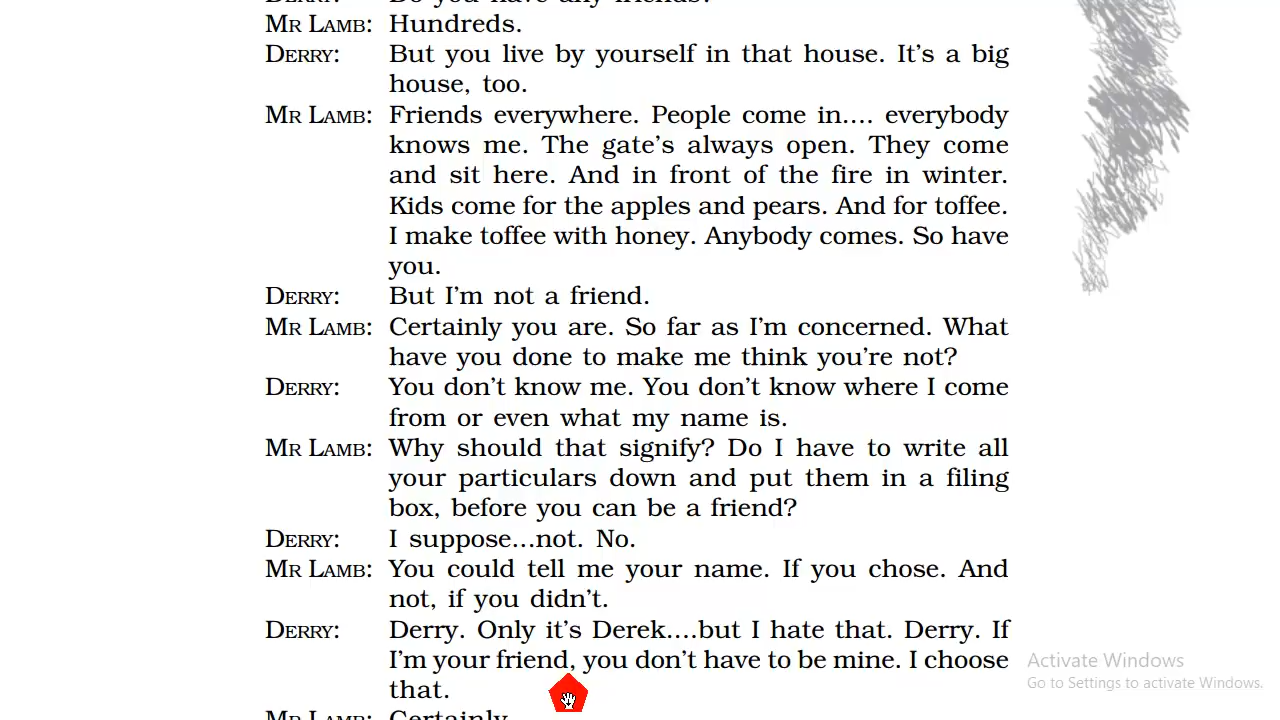 DERRY: Do you have any friends?
MR LAMB: Hundreds.
DERRY: But you live by yourself in that house. It's a big
house, too.
MR LAMB: Friends everywhere. People come in.... everybody
knows me. The gate's always open. They come
and sit here. And in front of the fire in winter.
Kids come for the apples and pears. And for toffee.
I make toffee with honey. Anybody comes. So have
you.
DERRY: But I'm not a friend.
MR LAMB: Certainly you are. So far as I'm concerned. What
have you done to make me think you're not?
DERRY: You don't know me. You don't know where I come
from or even what my name is.
MR LAMB: Why should that signify? Do I have to write all
your particulars down and put them in a filing
box, before you can be a friend?
DERRY: I suppose...not. No.
MR LAMB: You could tell me your name. If you chose. And
not, if you didn't.
DERRY: Derry. Only it's Derek....but I hate that. Derry. If
I'm your friend, you don't have to be mine. I choose
that.
MR LAMB: Certainly.
Activate Windows
Go to Settings to activate Windows.